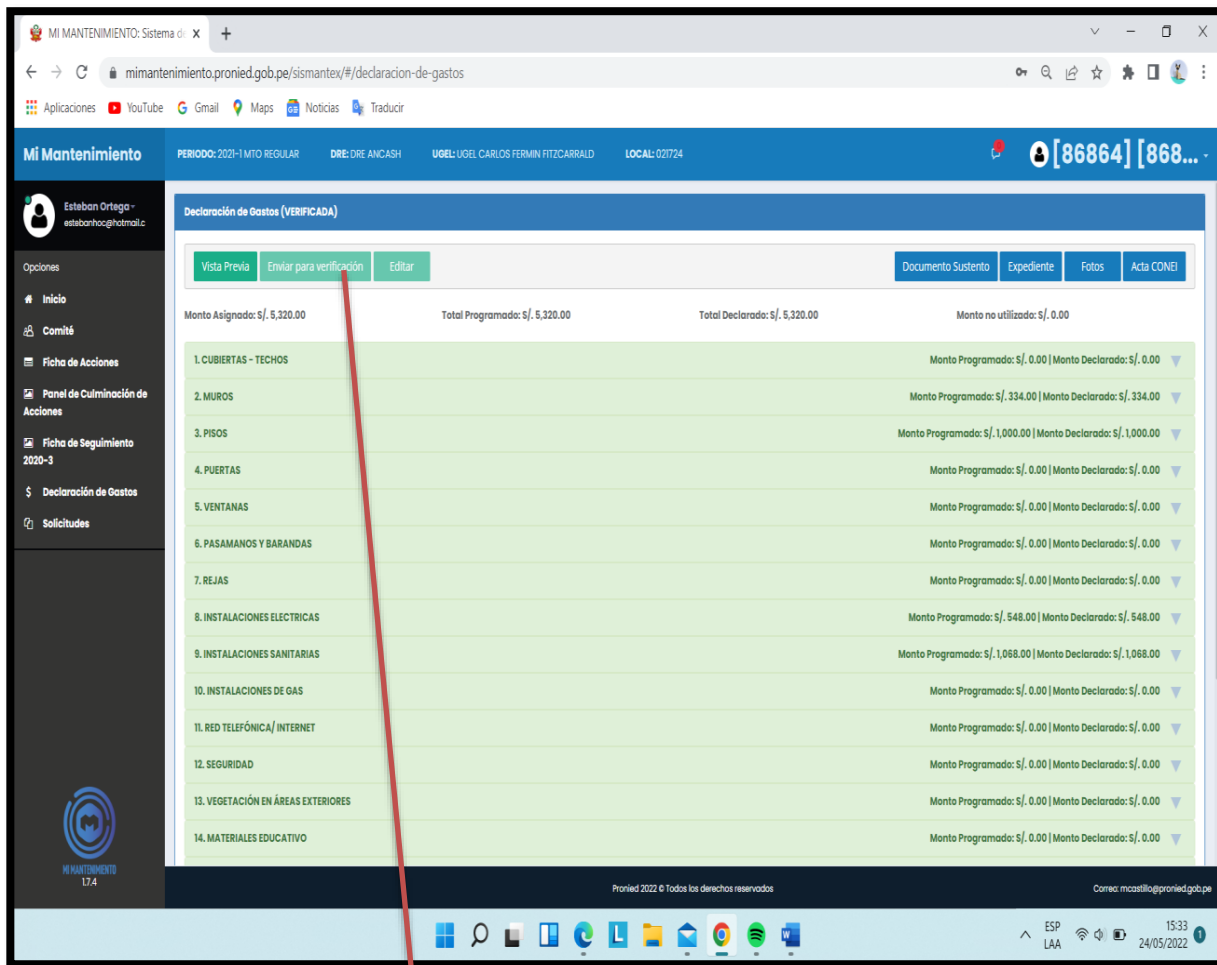 MI MANTENIMIENTO: Sistema de
mimantenimiento.pronied.gob.pe/sismantex/#/declaracion-de-gastos
Aplicaciones YouTube Gmail Maps Noticias Traducir
Mi Mantenimiento PERIODO: 2021-1 MTO REGULAR DRE: DRE ANCASH UGEL: UGEL CARLOS FERMIN FITZCARRALD LOCAL: 021724 [86864] [868...
Esteban Ortega
estebanhoc@hotmail.c
Opciones
Inicio
Comité
Ficha de Acciones
Panel de Culminación de
Acciones
Ficha de Seguimiento
2020-3
$ Declaración de Gastos
Solicitudes
MI MANTENIMIENTO
1.7.4
Declaración de Gastos (VERIFICADA)
Vista Previa Enviar para verificación Editar Documento Sustento Expediente Fotos Acta CONEI
Monto Asignado: S/. 5,320.00 Total Programado: S/. 5,320.00 Total Declarado: S/. 5,320.00 Monto no utilizado: S/. 0.00
1. CUBIERTAS - TECHOS Monto Programado: S/. 0.00 | Monto Declarado: S/. 0.00
2. MUROS Monto Programado: S/. 334.00 | Monto Declarado: S/. 334.00
3. PISOS Monto Programado: S/. 1,000.00 | Monto Declarado: S/. 1,000.00
4. PUERTAS Monto Programado: S/. 0.00 | Monto Declarado: S/. 0.00
5. VENTANAS Monto Programado: S/. 0.00 | Monto Declarado: S/. 0.00
6. PASAMANOS Y BARANDAS Monto Programado: S/. 0.00 | Monto Declarado: S/. 0.00
7. REJAS Monto Programado: S/. 0.00 | Monto Declarado: S/. 0.00
8. INSTALACIONES ELECTRICAS Monto Programado: S/. 548.00 | Monto Declarado: S/. 548.00
9. INSTALACIONES SANITARIAS Monto Programado: S/. 1,068.00 | Monto Declarado: S/. 1,068.00
10. INSTALACIONES DE GAS Monto Programado: S/. 0.00 | Monto Declarado: S/. 0.00
11. RED TELEFÓNICA/ INTERNET Monto Programado: S/. 0.00 | Monto Declarado: S/. 0.00
12. SEGURIDAD Monto Programado: S/. 0.00 | Monto Declarado: S/. 0.00
13. VEGETACIÓN EN ÁREAS EXTERIORES Monto Programado: S/. 0.00 | Monto Declarado: S/. 0.00
14. MATERIALES EDUCATIVO Monto Programado: S/. 0.00 | Monto Declarado: S/. 0.00
Pronied 2022 © Todos los derechos reservados Correo: mcastillo@pronied.gob.pe
ESP 15:33
LAA 24/05/2022 1